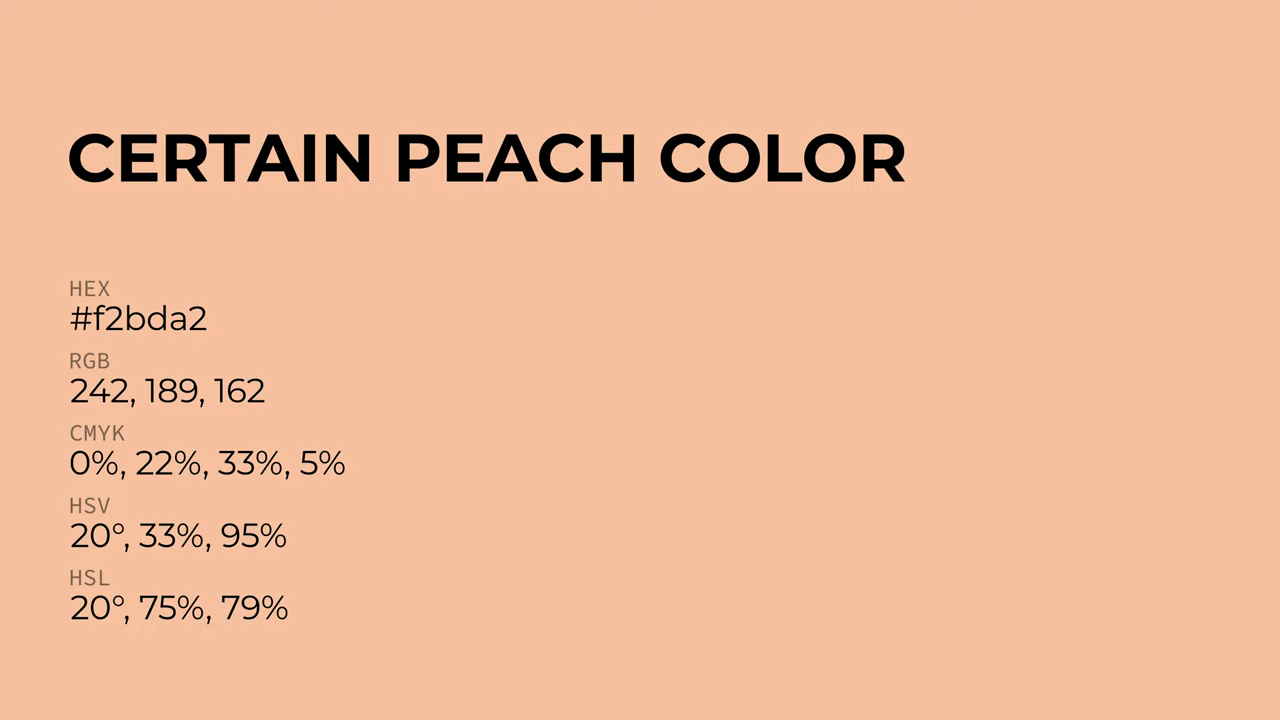 CERTAIN PEACH COLOR
HEX
#f2bda2
RGB
242, 189, 162
CMYK
0%, 22%, 33%, 5%
HSV
20°, 33%, 95%
HSL
20°, 75%, 79%